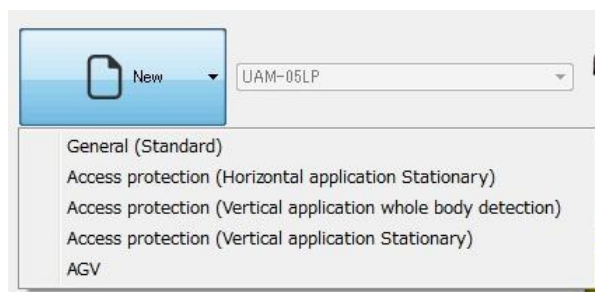 New
UAM-05LP
General (Standard)
Access protection (Horizontal application Stationary)
Access protection (Vertical application whole body detection)
Access protection (Vertical application Stationary)
AGV